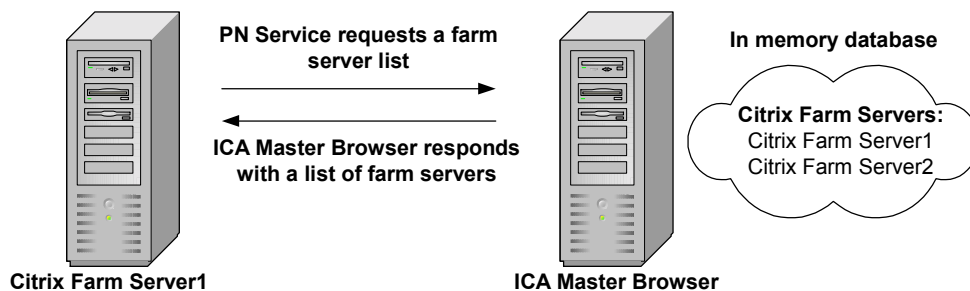 PN Service requests a farm
server list
ICA Master Browser responds
with a list of farm servers
In memory database
Citrix Farm Servers:
Citrix Farm Server1
Citrix Farm Server2
Citrix Farm Server1
ICA Master Browser